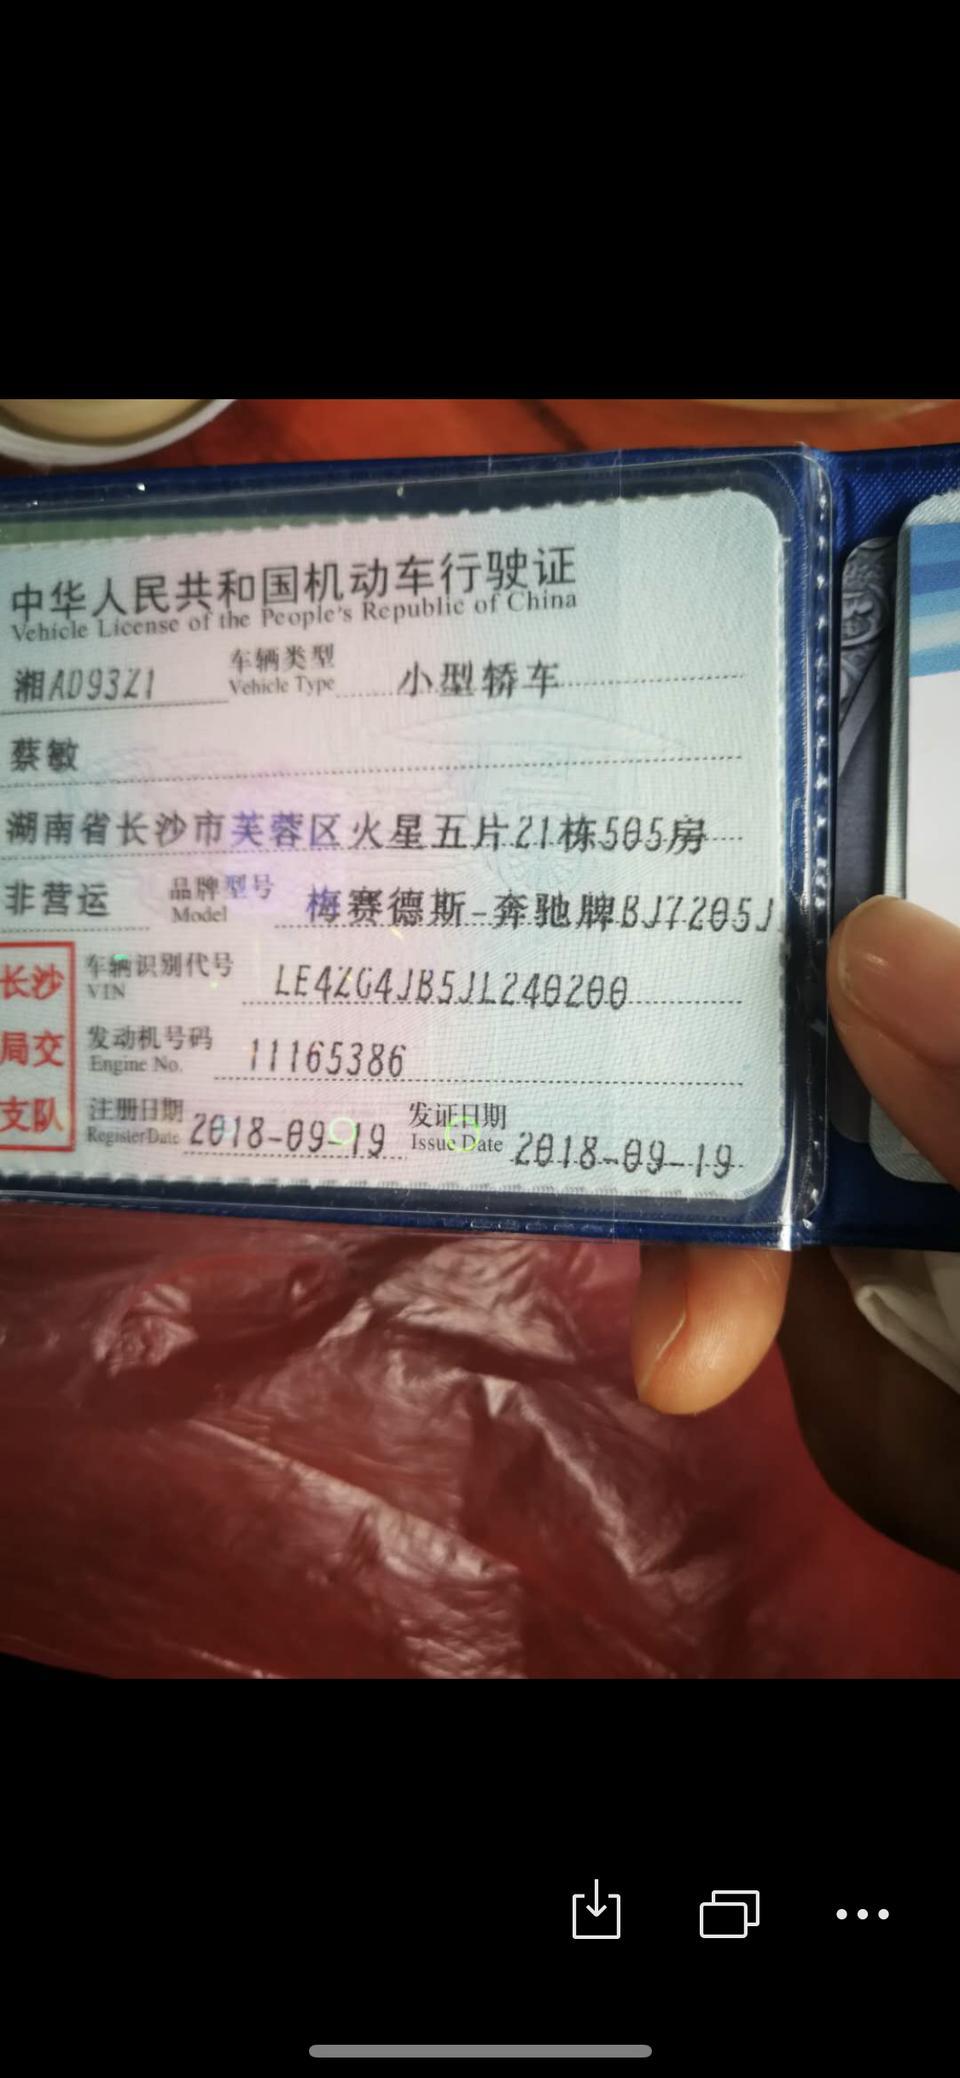 中华人民共和国机动车行驶证
Vehicle License of the People's Republic of China
湘AD93Z1 车辆类型 Vehicle Type 小型轿车
蔡敏
湖南省长沙市芙蓉区火星五片21栋505房
非营运 品牌型号 Model 梅赛德斯-奔驰牌BJ7205J
长沙
局交
支队
车辆识别代号 VIN LE4ZG4JB5JL240200
发动机号码 Engine No. 11165386
注册日期 Register Date 2018-09-19 发证日期 Issue Date 2018-09-19